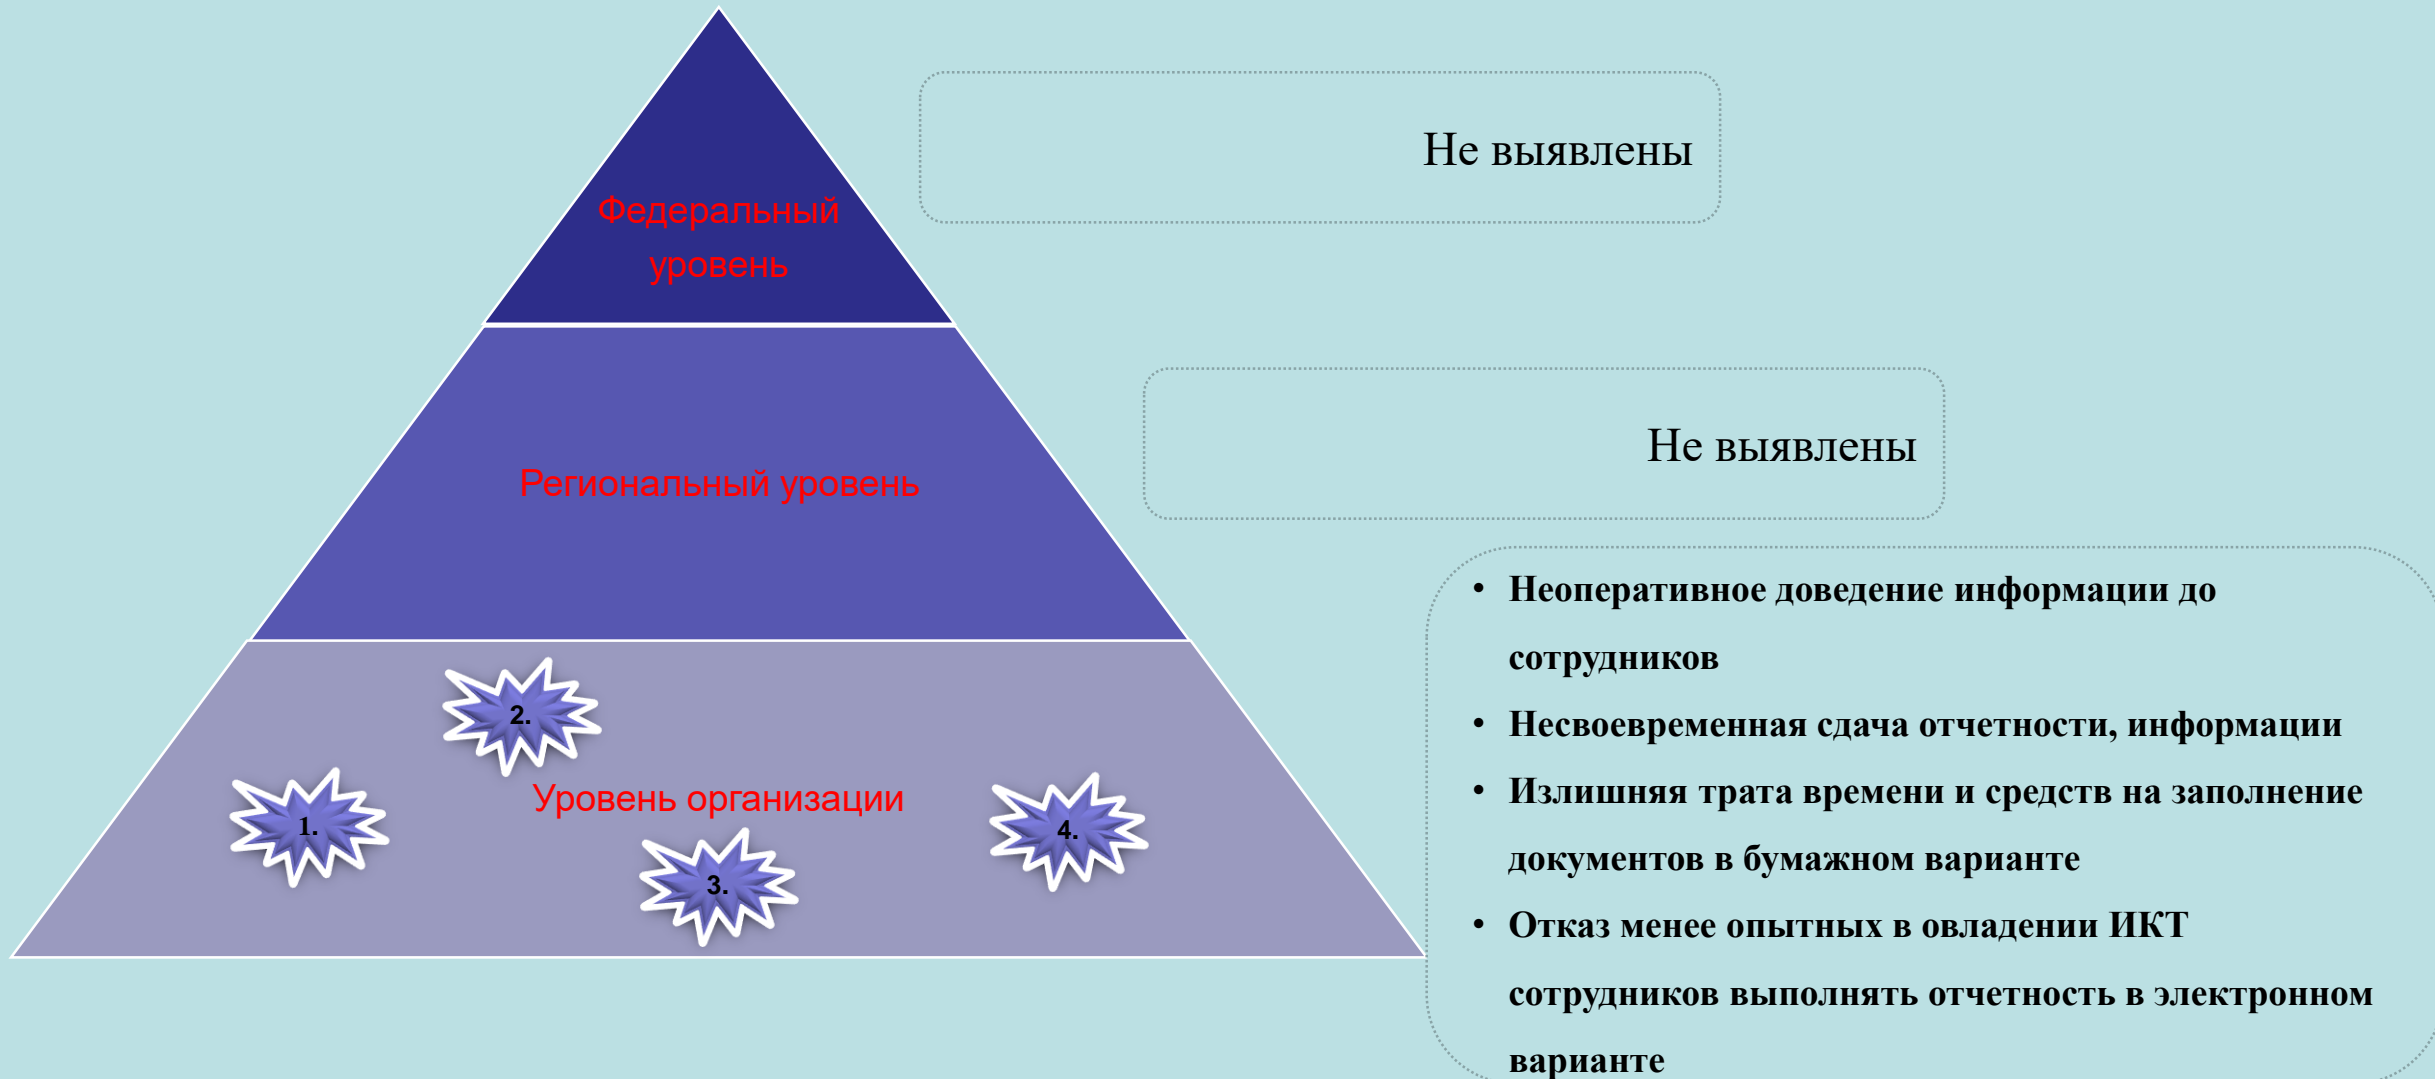 Федеральный
уровень
Не выявлены
Региональный уровень
Не выявлены
2.
1.
Уровень организации
4.
3.
• Неоперативное доведение информации до
сотрудников
• Несвоевременная сдача отчетности, информации
• Излишняя трата времени и средств на заполнение
документов в бумажном варианте
• Отказ менее опытных в овладении ИКТ
сотрудников выполнять отчетность в электронном
варианте